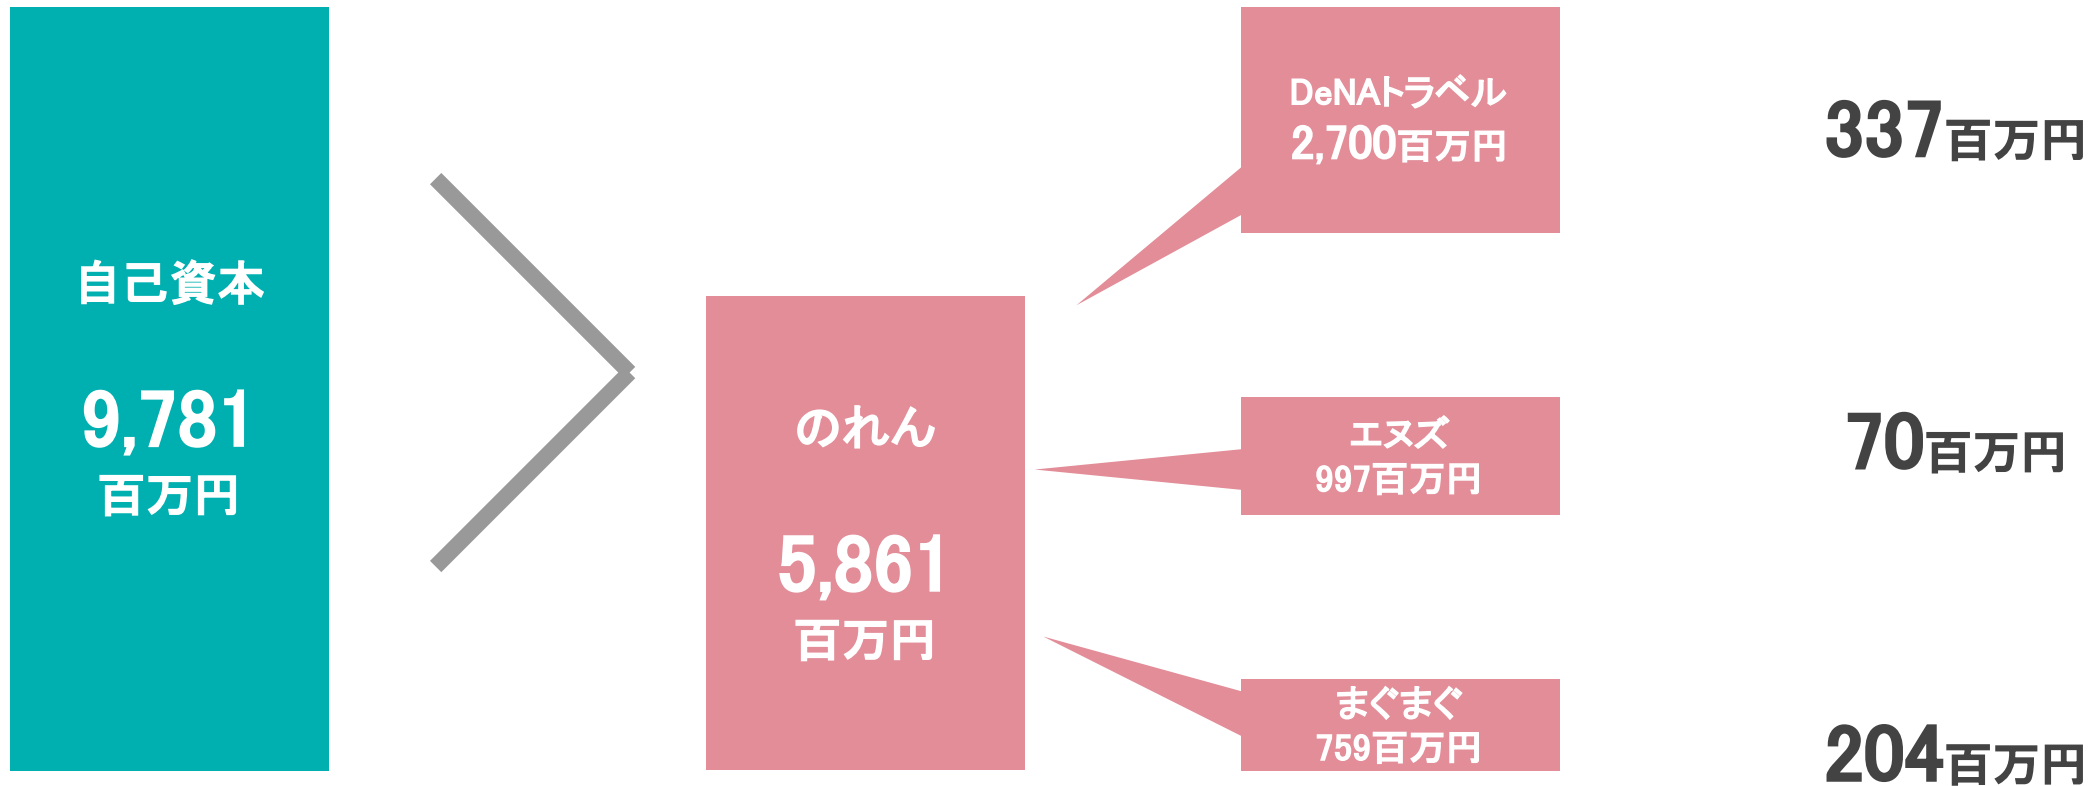 自己資本
9,781
百万円
のれん
5,861
百万円
DeNAトラベル
2,700百万円
337百万円
エヌズ
997百万円
70百万円
まぐまぐ
759百万円
204百万円